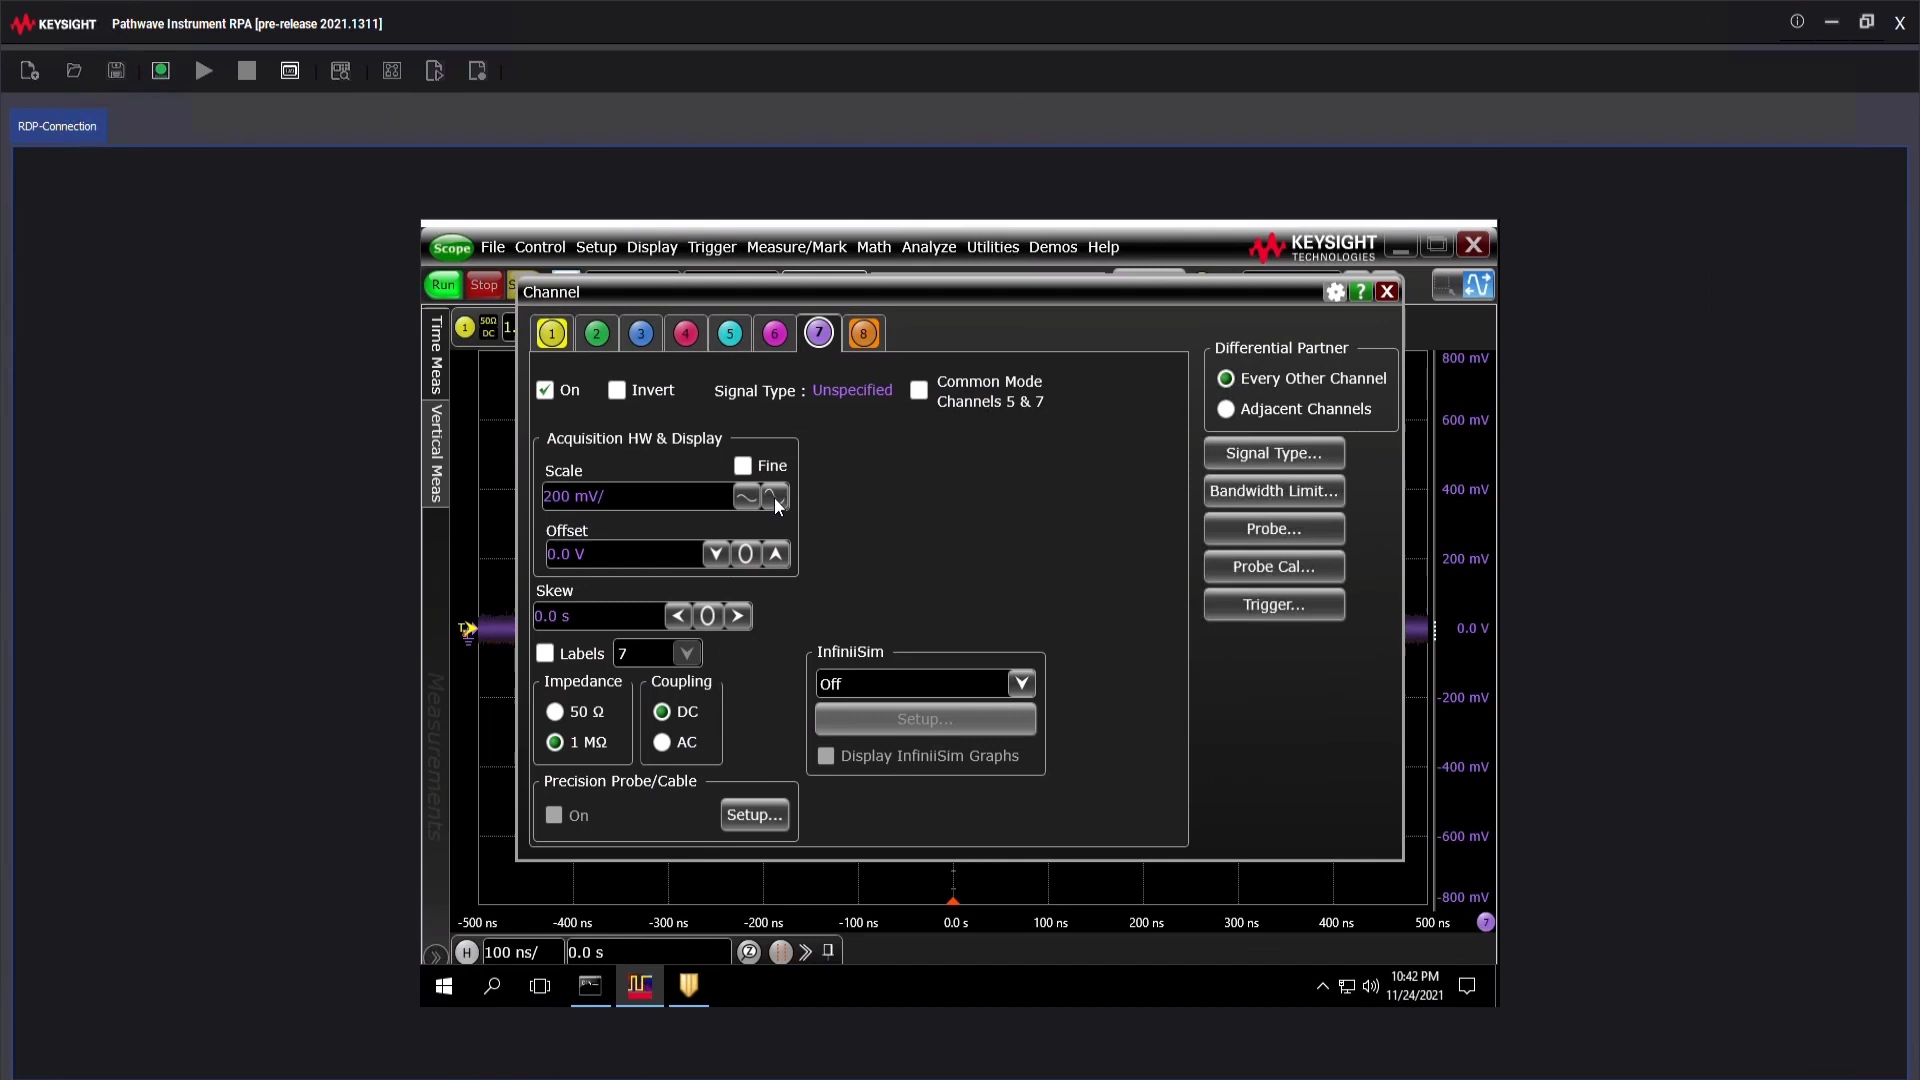 KEYSIGHT Pathwave Instrument RPA [pre-release 2021.1311]
RDP-Connection
Scope File Control Setup Display Trigger Measure/Mark Math Analyze Utilities Demos Help KEYSIGHT TECHNOLOGIES
Run Stop
Channel
1 50Ω DC 1.
1 2 3 4 5 6 7 8
Time Meas
Vertical Meas
Measurements
On Invert Signal Type : Unspecified Common Mode Channels 5 & 7
Acquisition HW & Display
Scale Fine
200 mV/
Offset
0.0 V 0
Skew
0.0 s 0
Labels 7
Impedance Coupling
50 Ω DC
1 MΩ AC
Precision Probe/Cable
On Setup...
InfiniiSim
Off
Setup...
Display InfiniiSim Graphs
Differential Partner
Every Other Channel
Adjacent Channels
Signal Type...
Bandwidth Limit...
Probe...
Probe Cal...
Trigger...
800 mV
600 mV
400 mV
200 mV
0.0 V
-200 mV
-400 mV
-600 mV
-800 mV
-500 ns -400 ns -300 ns -200 ns -100 ns 0.0 s 100 ns 200 ns 300 ns 400 ns 500 ns 7
H 100 ns/ 0.0 s
10:42 PM
11/24/2021